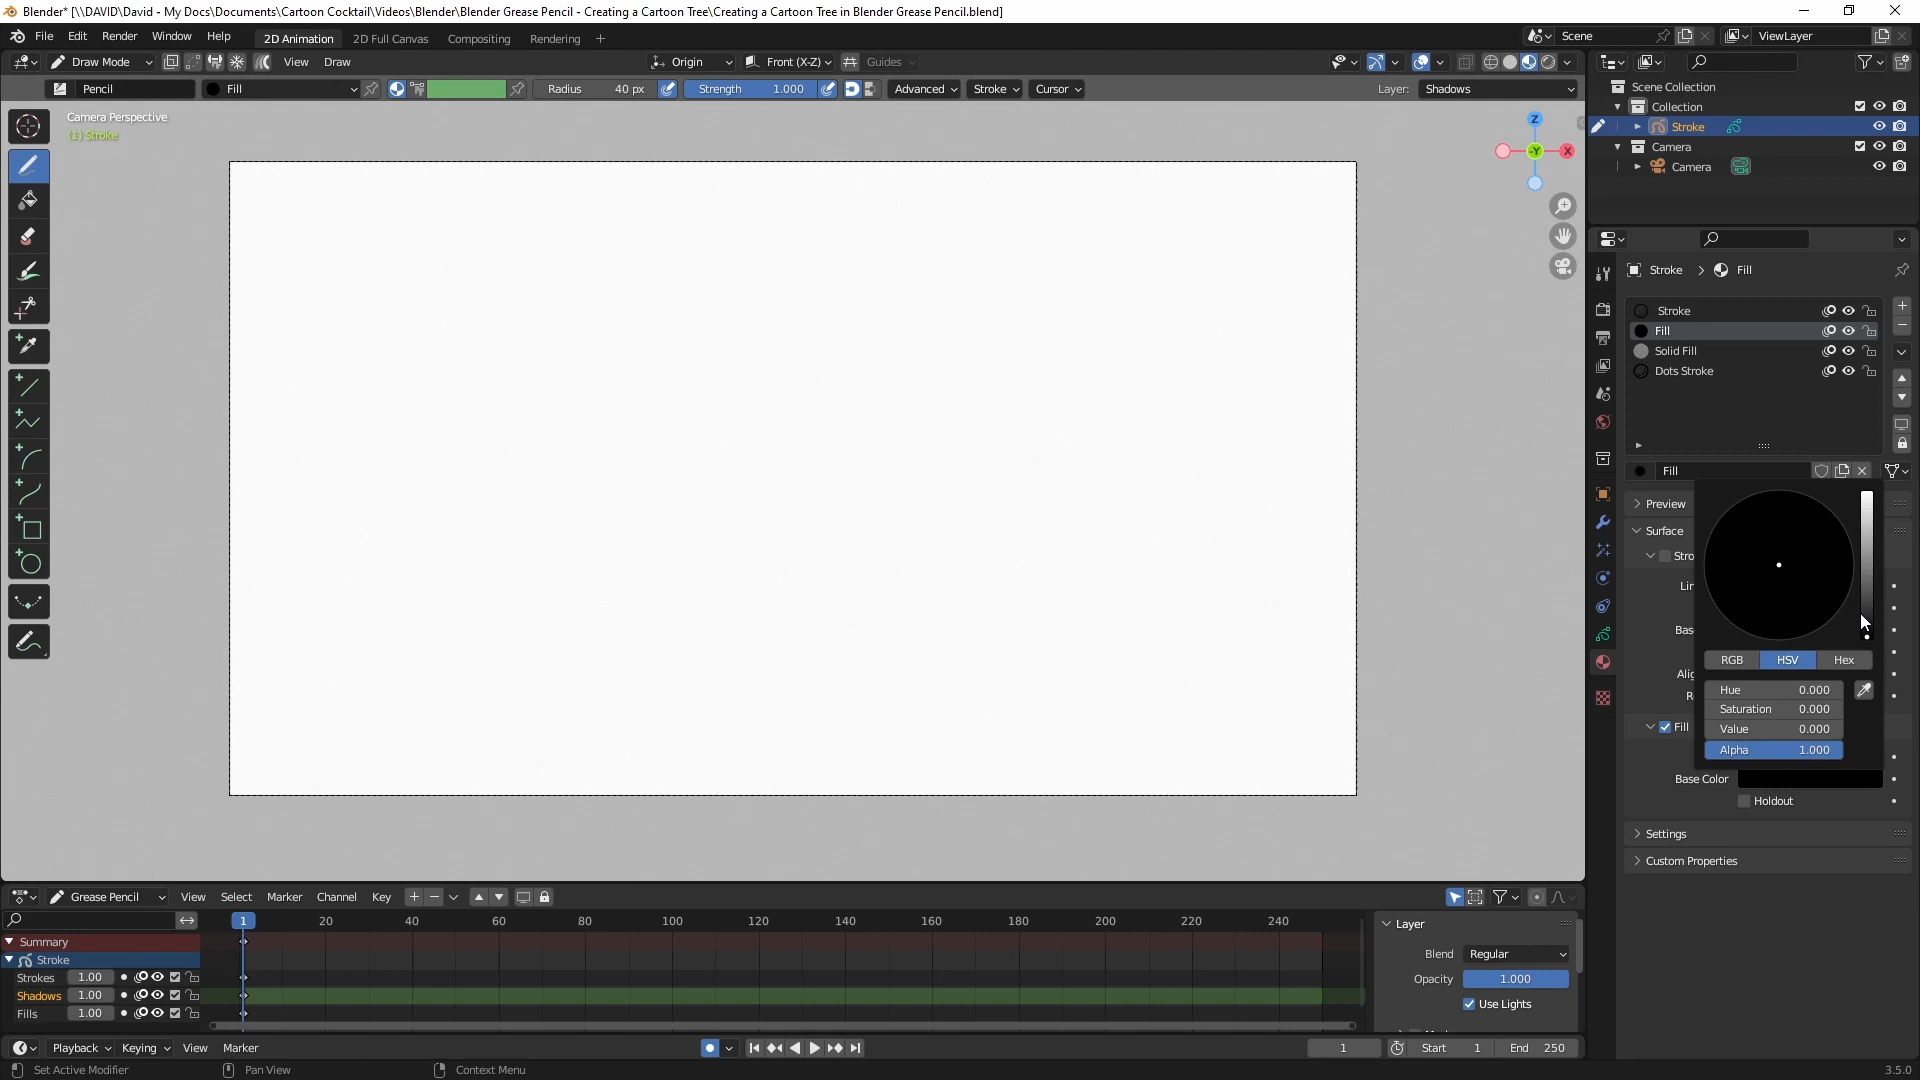 Blender* [\\DAVID\David - My Docs\Documents\Cartoon Cocktail\Videos\Blender\Blender Grease Pencil - Creating a Cartoon Tree\Creating a Cartoon Tree in Blender Grease Pencil.blend]
File Edit Render Window Help 2D Animation 2D Full Canvas Compositing Rendering + Scene ViewLayer
Draw Mode View Draw Origin Front (X-Z) Guides
Pencil Fill Radius 40 px Strength 1.000 Advanced Stroke Cursor Layer: Shadows
Scene Collection
Collection
Camera Perspective
(1) Stroke
Z
-Y X
Stroke
Camera
Camera
Stroke Fill
Stroke
Fill
Solid Fill
Dots Stroke
Fill
Preview
Surface
Stro
Lin
Bas
RGB HSV Hex
Alig
Hue 0.000
R
Saturation 0.000
Fill
Value 0.000
Alpha 1.000
Base Color
Holdout
Settings
Custom Properties
Grease Pencil View Select Marker Channel Key
1 20 40 60 80 100 120 140 160 180 200 220 240
Layer
Summary
Stroke
Blend Regular
Strokes 1.00
Opacity 1.000
Shadows 1.00
Use Lights
Fills 1.00
Playback Keying View Marker 1 Start 1 End 250
Set Active Modifier Pan View Context Menu 3.5.0